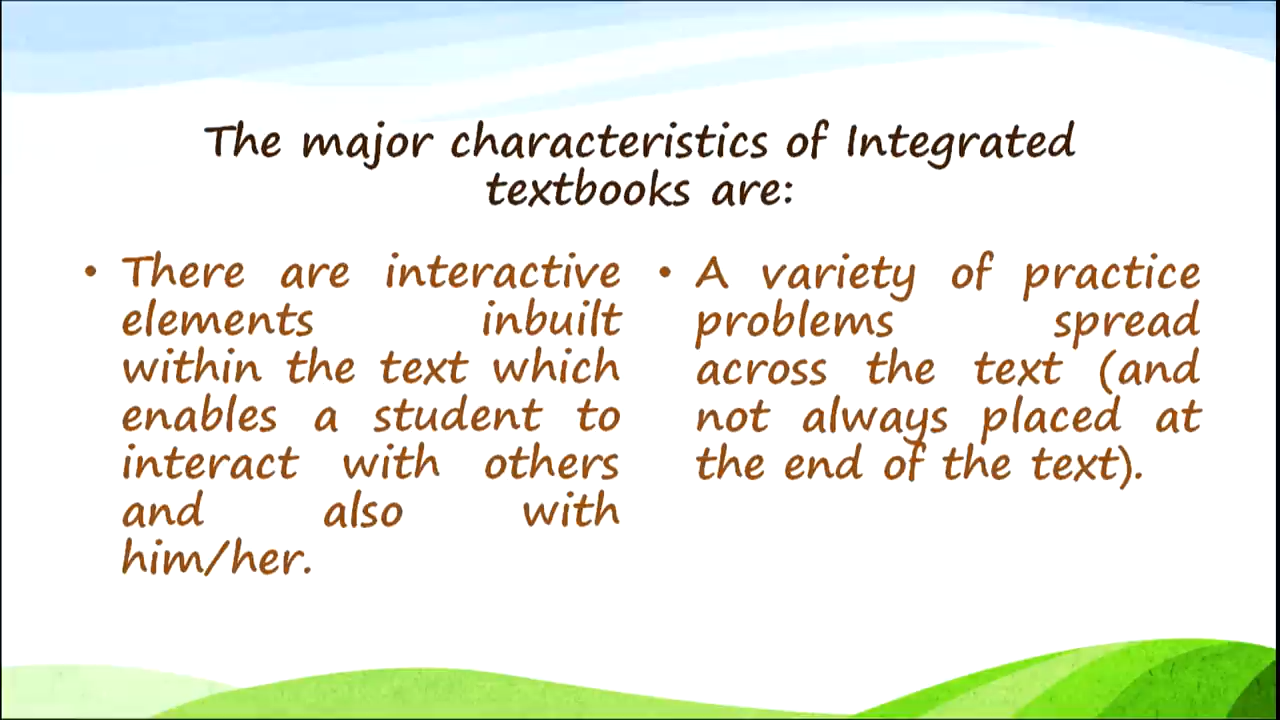 The major characteristics of Integrated
textbooks are:
• There are interactive
elements inbuilt
within the text which
enables a student to
interact with others
and also with
him/her.
• A variety of practice
problems spread
across the text (and
not always placed at
the end of the text).